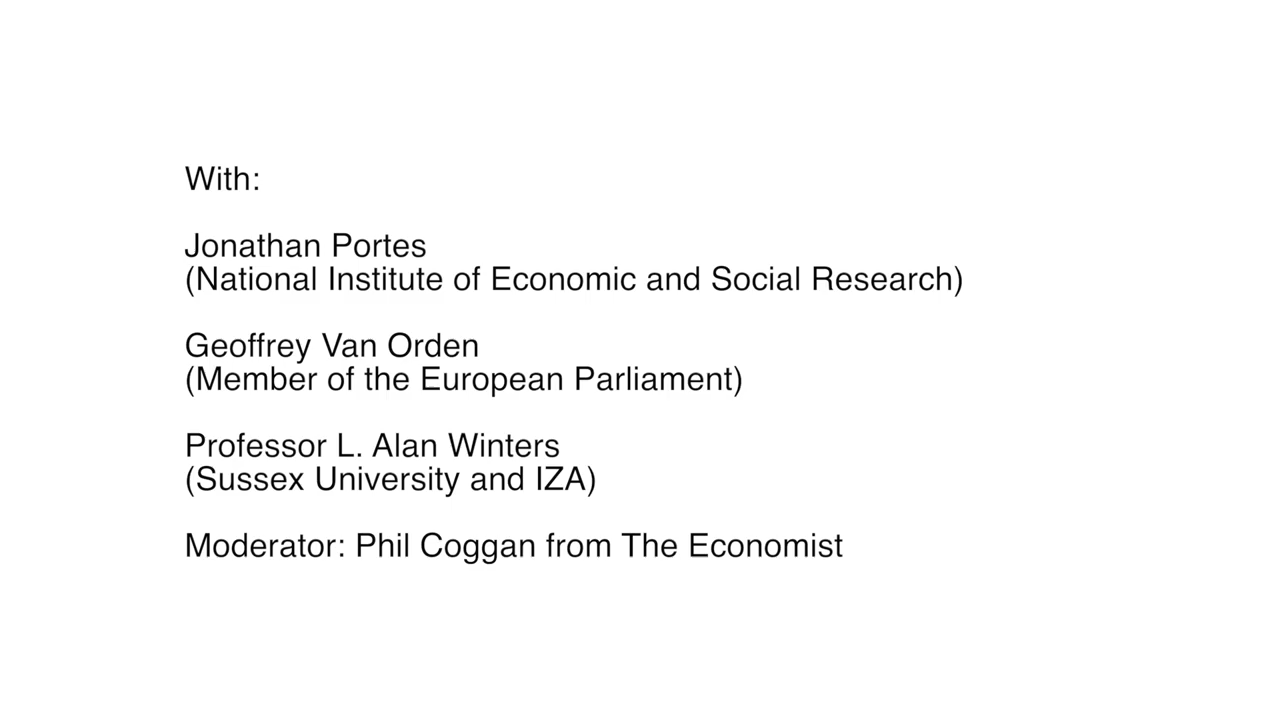 With:
Jonathan Portes
(National Institute of Economic and Social Research)
Geoffrey Van Orden
(Member of the European Parliament)
Professor L. Alan Winters
(Sussex University and IZA)
Moderator: Phil Coggan from The Economist